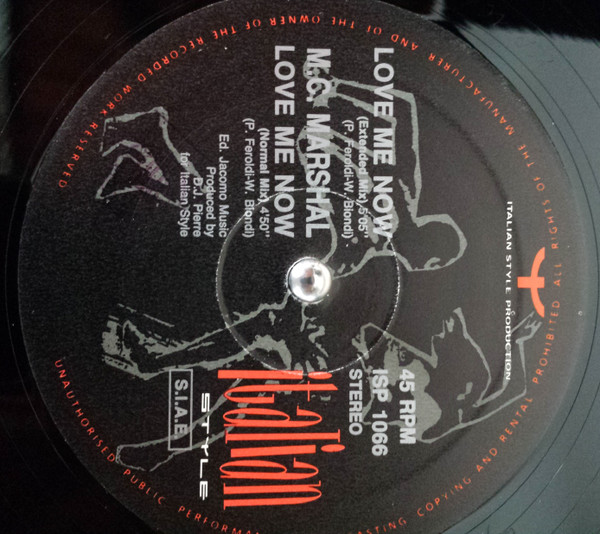 ITALIAN STYLE PRODUCTION
LOVE ME NOW
(Extended Mix) 5'05"
(P. Feroldi-W. Biondi)
M.C. MARSHAL
LOVE ME NOW
(Normal Mix) 4'50"
(P. Feroldi-W. Biondi)
Ed. Jacomo Music
Produced by
D.J. Pierre
for Italian Style
45 RPM
ISP 1066
STEREO
Italian
STYLE
S.I.A.E.
ALL RIGHTS OF THE MANUFACTURER AND OF THE OWNER OF THE RECORDED WORK RESERVED
UNAUTHORISED PUBLIC COPYING AND RENTAL PROHIBITED